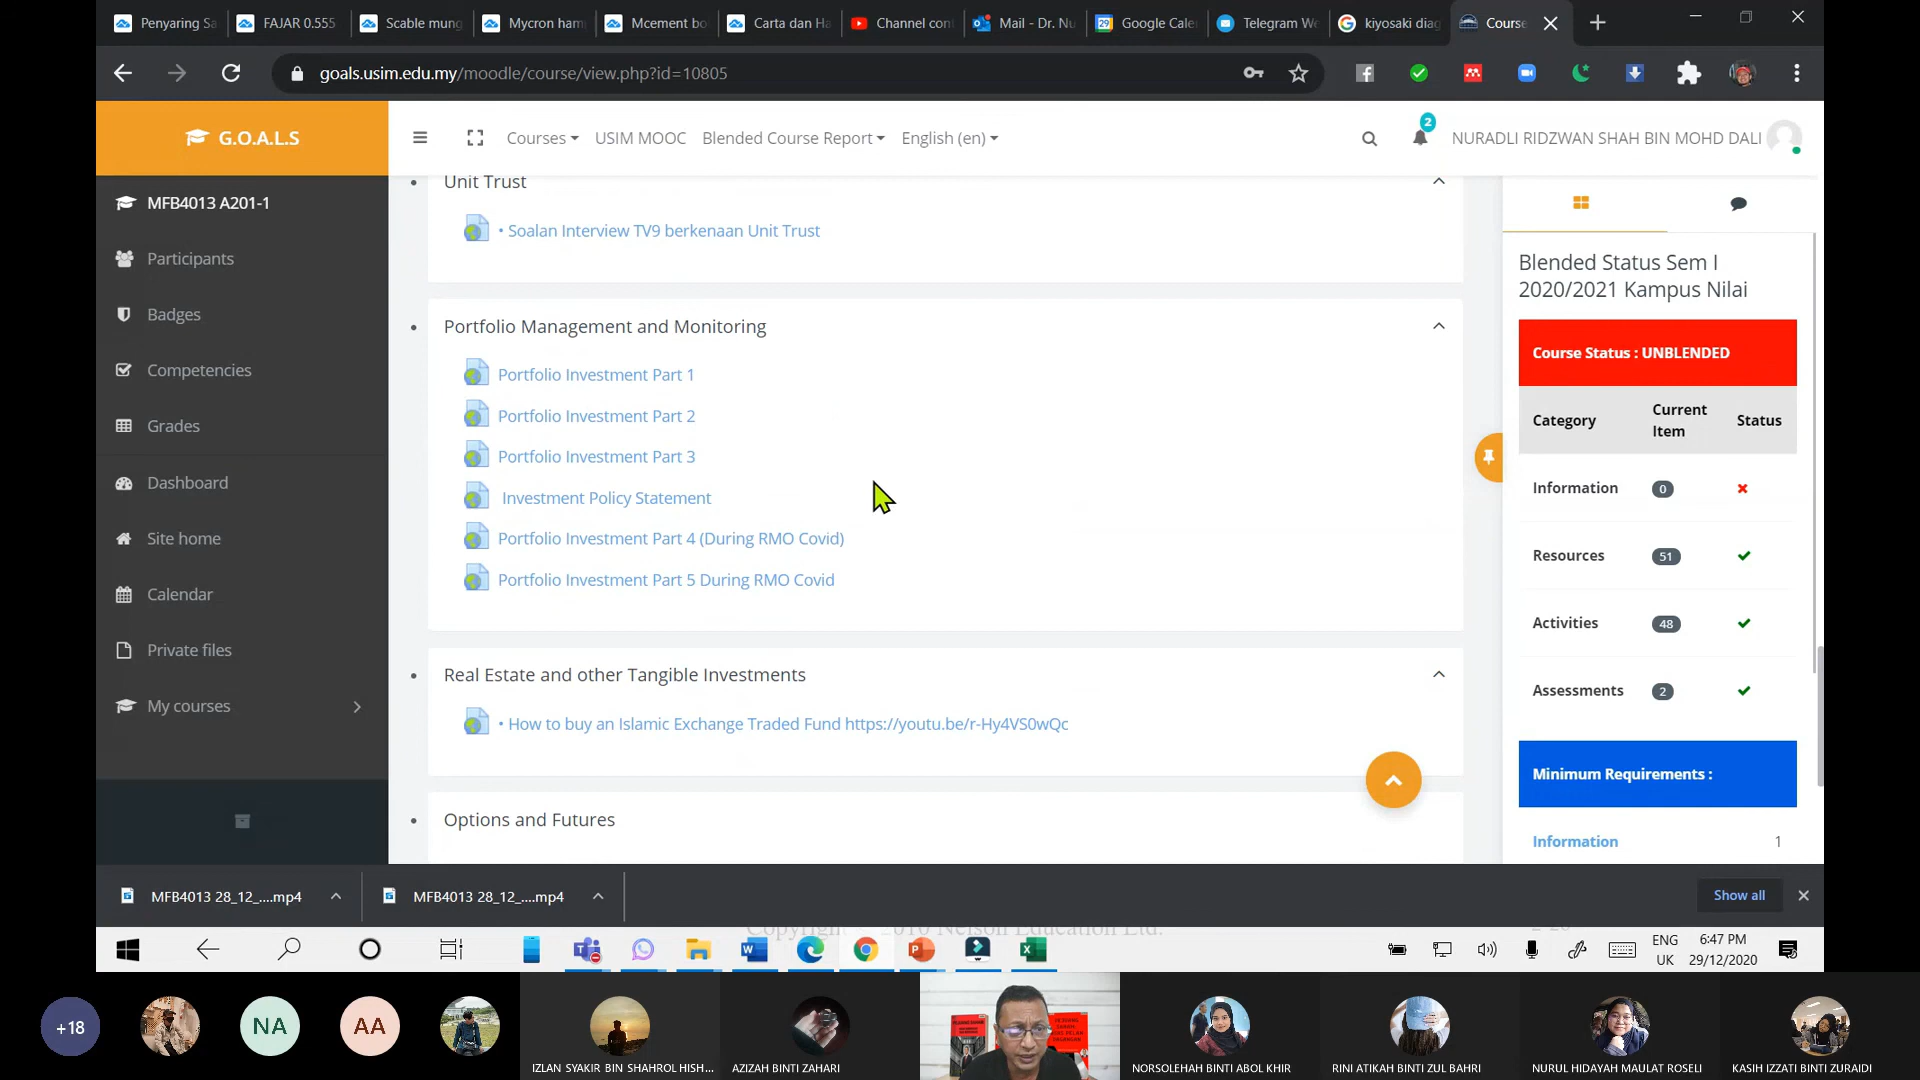 Penyaring Sa
FAJAR 0.555
Scable mung
Mycron ham
Mcement bo
Carta dan Ha
Channel con
Mail - Dr. Nu
Google Cale
Telegram We
kiyosaki diag
Course
goals.usim.edu.my/moodle/course/view.php?id=10805
G.O.A.L.S
Courses
USIM MOOC
Blended Course Report
English (en)
2
NURADLI RIDZWAN SHAH BIN MOHD DALI
MFB4013 A201-1
Participants
Badges
Competencies
Grades
Dashboard
Site home
Calendar
Private files
My courses
Unit Trust
• Soalan Interview TV9 berkenaan Unit Trust
Portfolio Management and Monitoring
Portfolio Investment Part 1
Portfolio Investment Part 2
Portfolio Investment Part 3
Investment Policy Statement
Portfolio Investment Part 4 (During RMO Covid)
Portfolio Investment Part 5 During RMO Covid
Real Estate and other Tangible Investments
• How to buy an Islamic Exchange Traded Fund https://youtu.be/r-Hy4VS0wQc
Options and Futures
Blended Status Sem I
2020/2021 Kampus Nilai
Course Status : UNBLENDED
Category Current Item Status
Information 0
Resources 51
Activities 48
Assessments 2
Minimum Requirements :
Information 1
MFB4013 28_12_....mp4
MFB4013 28_12_....mp4
Show all
Nelson Education Ltd.
ENG
UK
6:47 PM
29/12/2020
+18
NA
AA
IZLAN SYAKIR BIN SHAHROL HISH...
AZIZAH BINTI ZAHARI
NORSOLEHAH BINTI ABOL KHIR
RINI ATIKAH BINTI ZUL BAHRI
NURUL HIDAYAH MAULAT ROSELI
KASIH IZZATI BINTI ZURAIDI